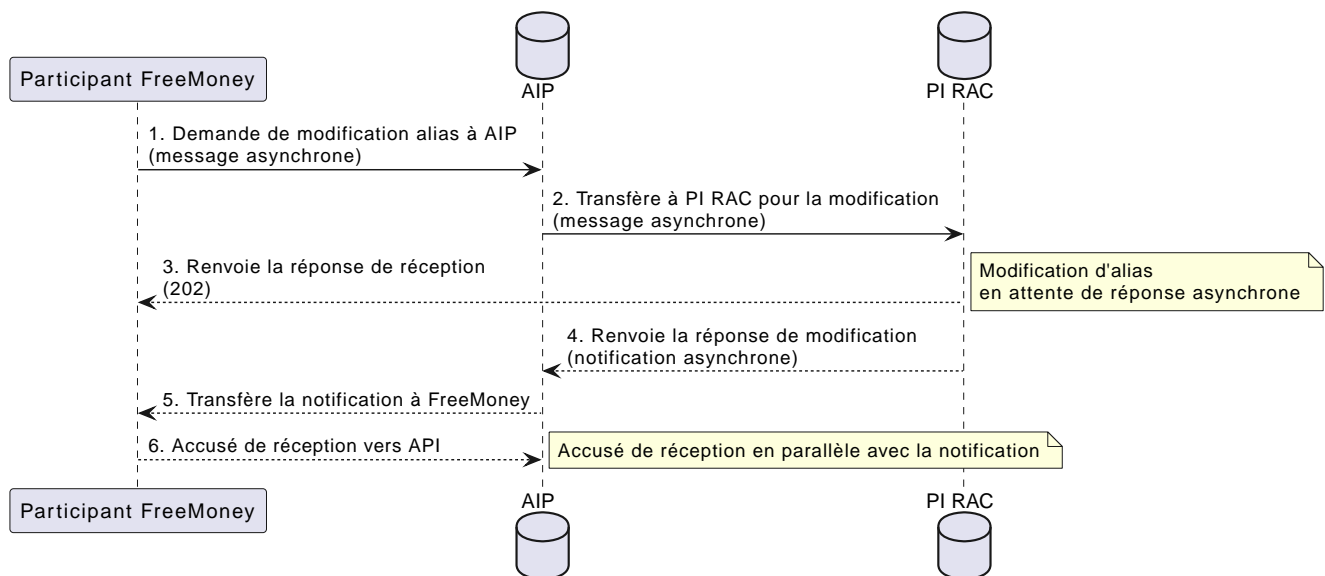 Participant FreeMoney
AIP
PI RAC
1. Demande de modification alias à AIP
(message asynchrone)
2. Transfère à PI RAC pour la modification
(message asynchrone)
3. Renvoie la réponse de réception
(202)
Modification d'alias
en attente de réponse asynchrone
4. Renvoie la réponse de modification
(notification asynchrone)
5. Transfère la notification à FreeMoney
6. Accusé de réception vers API
Accusé de réception en parallèle avec la notification
Participant FreeMoney
AIP
PI RAC